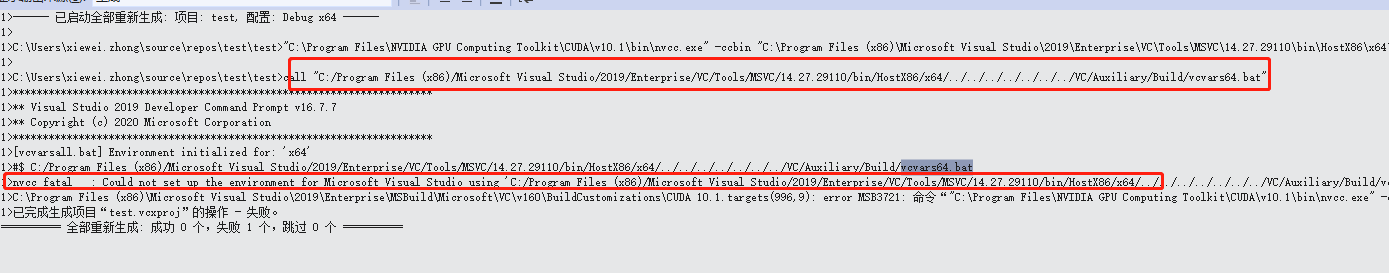 1>------ 已启动全部重新生成: 项目: test, 配置: Debug x64 ------
1>
1>C:\Users\xiewei.zhong\source\repos\test\test>"C:\Program Files\NVIDIA GPU Computing Toolkit\CUDA\v10.1\bin\nvcc.exe" -ccbin "C:\Program Files (x86)\Microsoft Visual Studio\2019\Enterprise\VC\Tools\MSVC\14.27.29110\bin\HostX86\x64
1>
1>C:\Users\xiewei.zhong\source\repos\test\test>call "C:/Program Files (x86)/Microsoft Visual Studio/2019/Enterprise/VC/Tools/MSVC/14.27.29110/bin/HostX86/x64/../../../../../../../VC/Auxiliary/Build/vcvars64.bat"
1>**********************************************************************
1>** Visual Studio 2019 Developer Command Prompt v16.7.7
1>** Copyright (c) 2020 Microsoft Corporation
1>**********************************************************************
1>[vcvarsall.bat] Environment initialized for: 'x64'
1>#$ C:/Program Files (x86)/Microsoft Visual Studio/2019/Enterprise/VC/Tools/MSVC/14.27.29110/bin/HostX86/x64/../../../../../../../VC/Auxiliary/Build/vcvars64.bat
1>nvcc fatal   : Could not set up the environment for Microsoft Visual Studio using 'C:/Program Files (x86)/Microsoft Visual Studio/2019/Enterprise/VC/Tools/MSVC/14.27.29110/bin/HostX86/x64/../../../../../../../VC/Auxiliary/Build/vc
1>C:\Program Files (x86)\Microsoft Visual Studio\2019\Enterprise\MSBuild\Microsoft\VC\v160\BuildCustomizations\CUDA 10.1.targets(996,9): error MSB3721: 命令“"C:\Program Files\NVIDIA GPU Computing Toolkit\CUDA\v10.1\bin\nvcc.exe" -c
1>已完成生成项目“test.vcxproj”的操作 - 失败。
========== 全部重新生成: 成功 0 个，失败 1 个，跳过 0 个 ==========